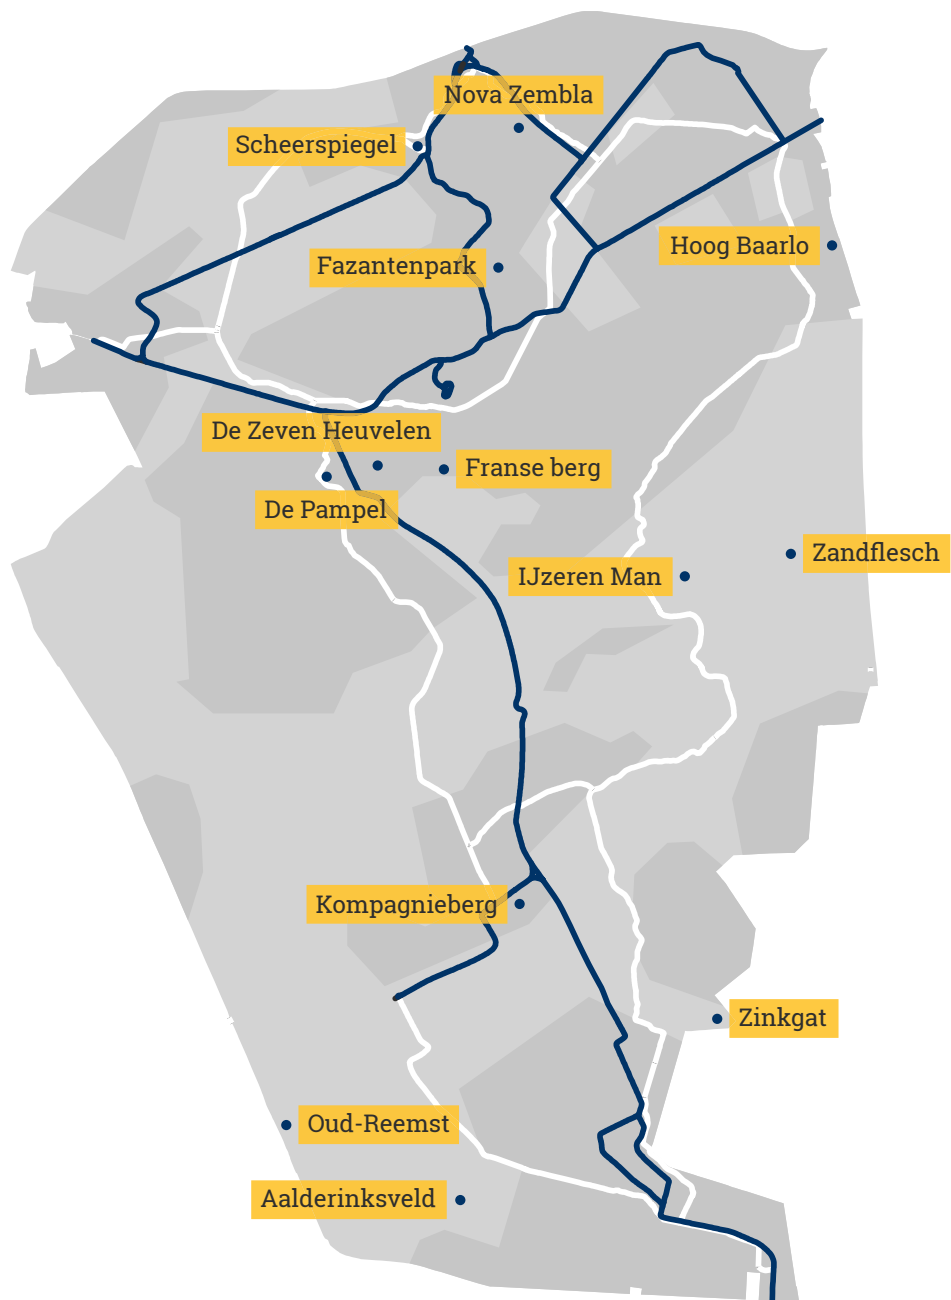 Nova Zembla
Scheerspiegel
Hoog Baarlo
Fazantenpark
De Zeven Heuvelen
Franse berg
De Pampel
Zandflesch
IJzeren Man
Kompagnieberg
Zinkgat
Oud-Reemst
Aalderinksveld